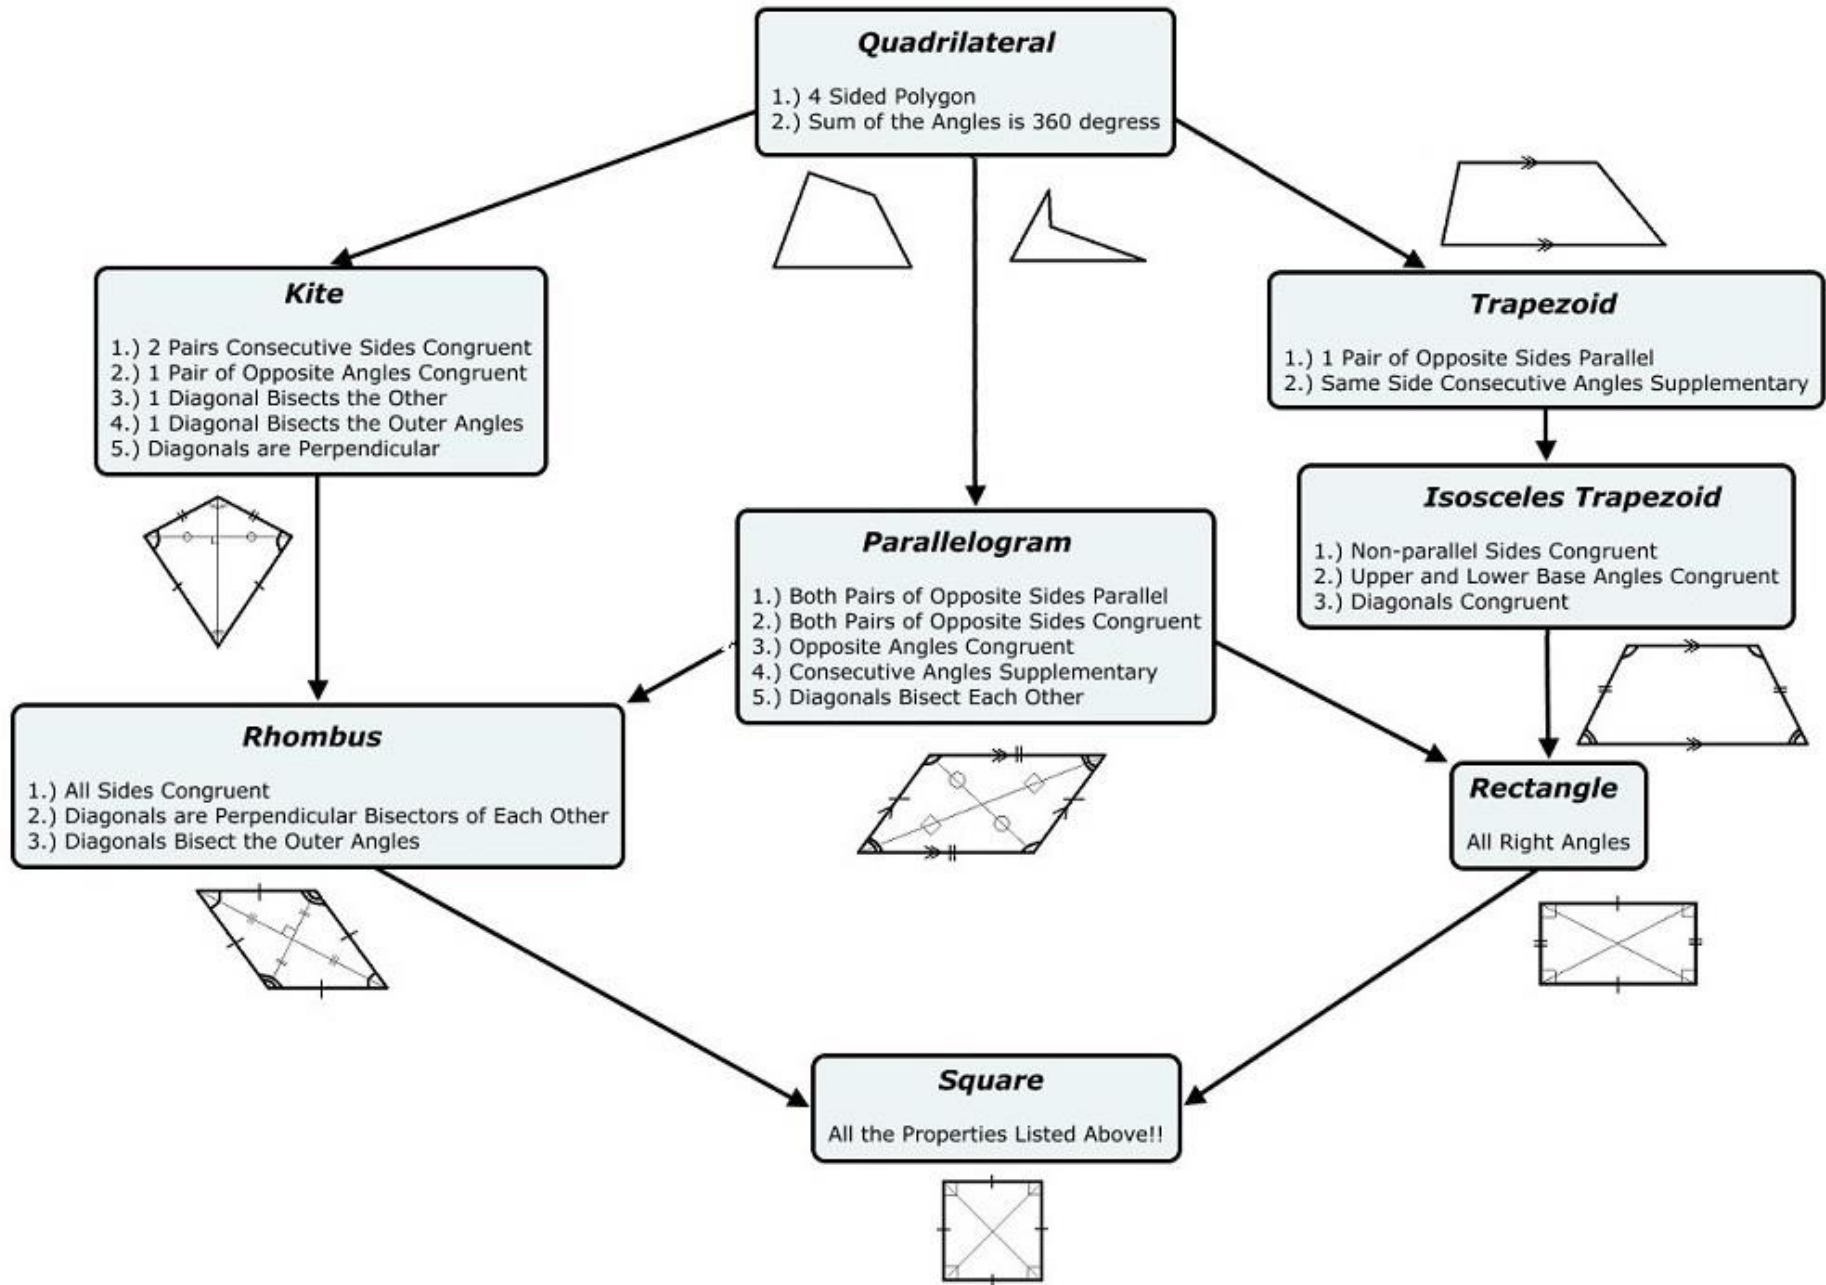 Quadrilateral
1.) 4 Sided Polygon
2.) Sum of the Angles is 360 degress
Kite
1.) 2 Pairs Consecutive Sides Congruent
2.) 1 Pair of Opposite Angles Congruent
3.) 1 Diagonal Bisects the Other
4.) 1 Diagonal Bisects the Outer Angles
5.) Diagonals are Perpendicular
Trapezoid
1.) 1 Pair of Opposite Sides Parallel
2.) Same Side Consecutive Angles Supplementary
Isosceles Trapezoid
1.) Non-parallel Sides Congruent
2.) Upper and Lower Base Angles Congruent
3.) Diagonals Congruent
Parallelogram
1.) Both Pairs of Opposite Sides Parallel
2.) Both Pairs of Opposite Sides Congruent
3.) Opposite Angles Congruent
4.) Consecutive Angles Supplementary
5.) Diagonals Bisect Each Other
Rhombus
1.) All Sides Congruent
2.) Diagonals are Perpendicular Bisectors of Each Other
3.) Diagonals Bisect the Outer Angles
Rectangle
All Right Angles
Square
All the Properties Listed Above!!